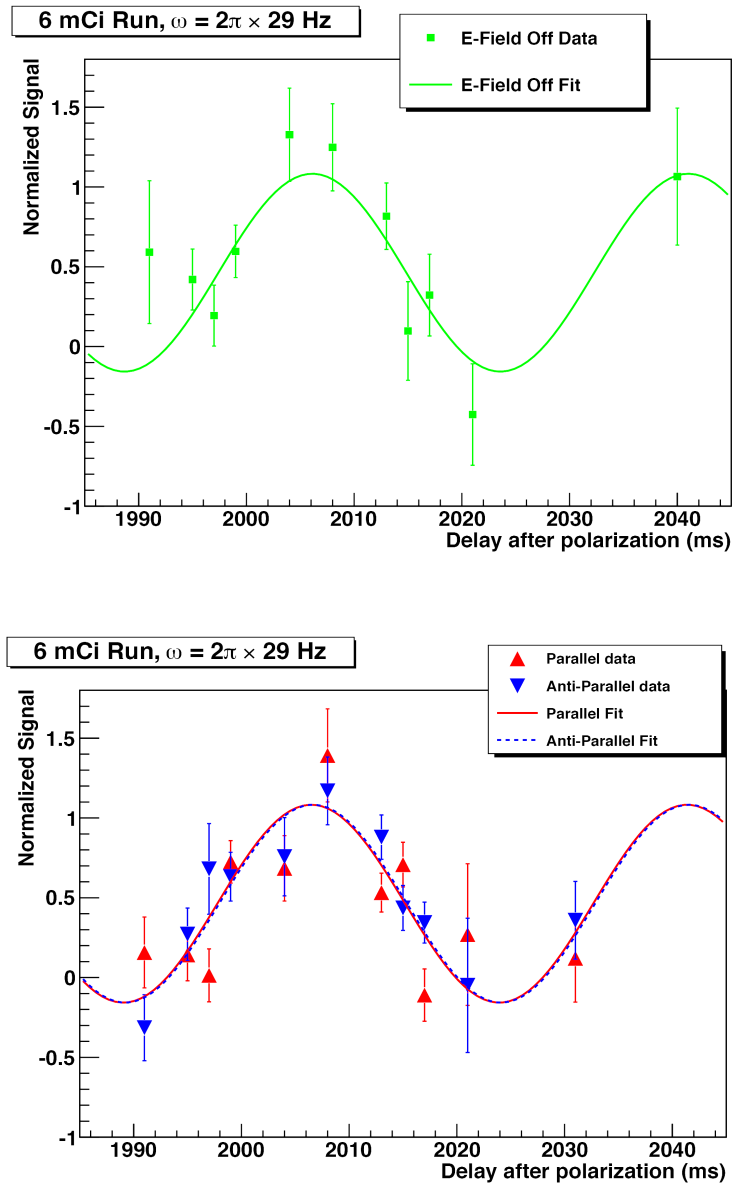 6 mCi Run, ω = 2π × 29 Hz
E-Field Off Data
E-Field Off Fit
Normalized Signal
1.5
1
0.5
0
-0.5
-1
1990 2000 2010 2020 2030 2040
Delay after polarization (ms)
6 mCi Run, ω = 2π × 29 Hz
Parallel data
Anti-Parallel data
Parallel Fit
Anti-Parallel Fit
Normalized Signal
1.5
1
0.5
0
-0.5
-1
1990 2000 2010 2020 2030 2040
Delay after polarization (ms)